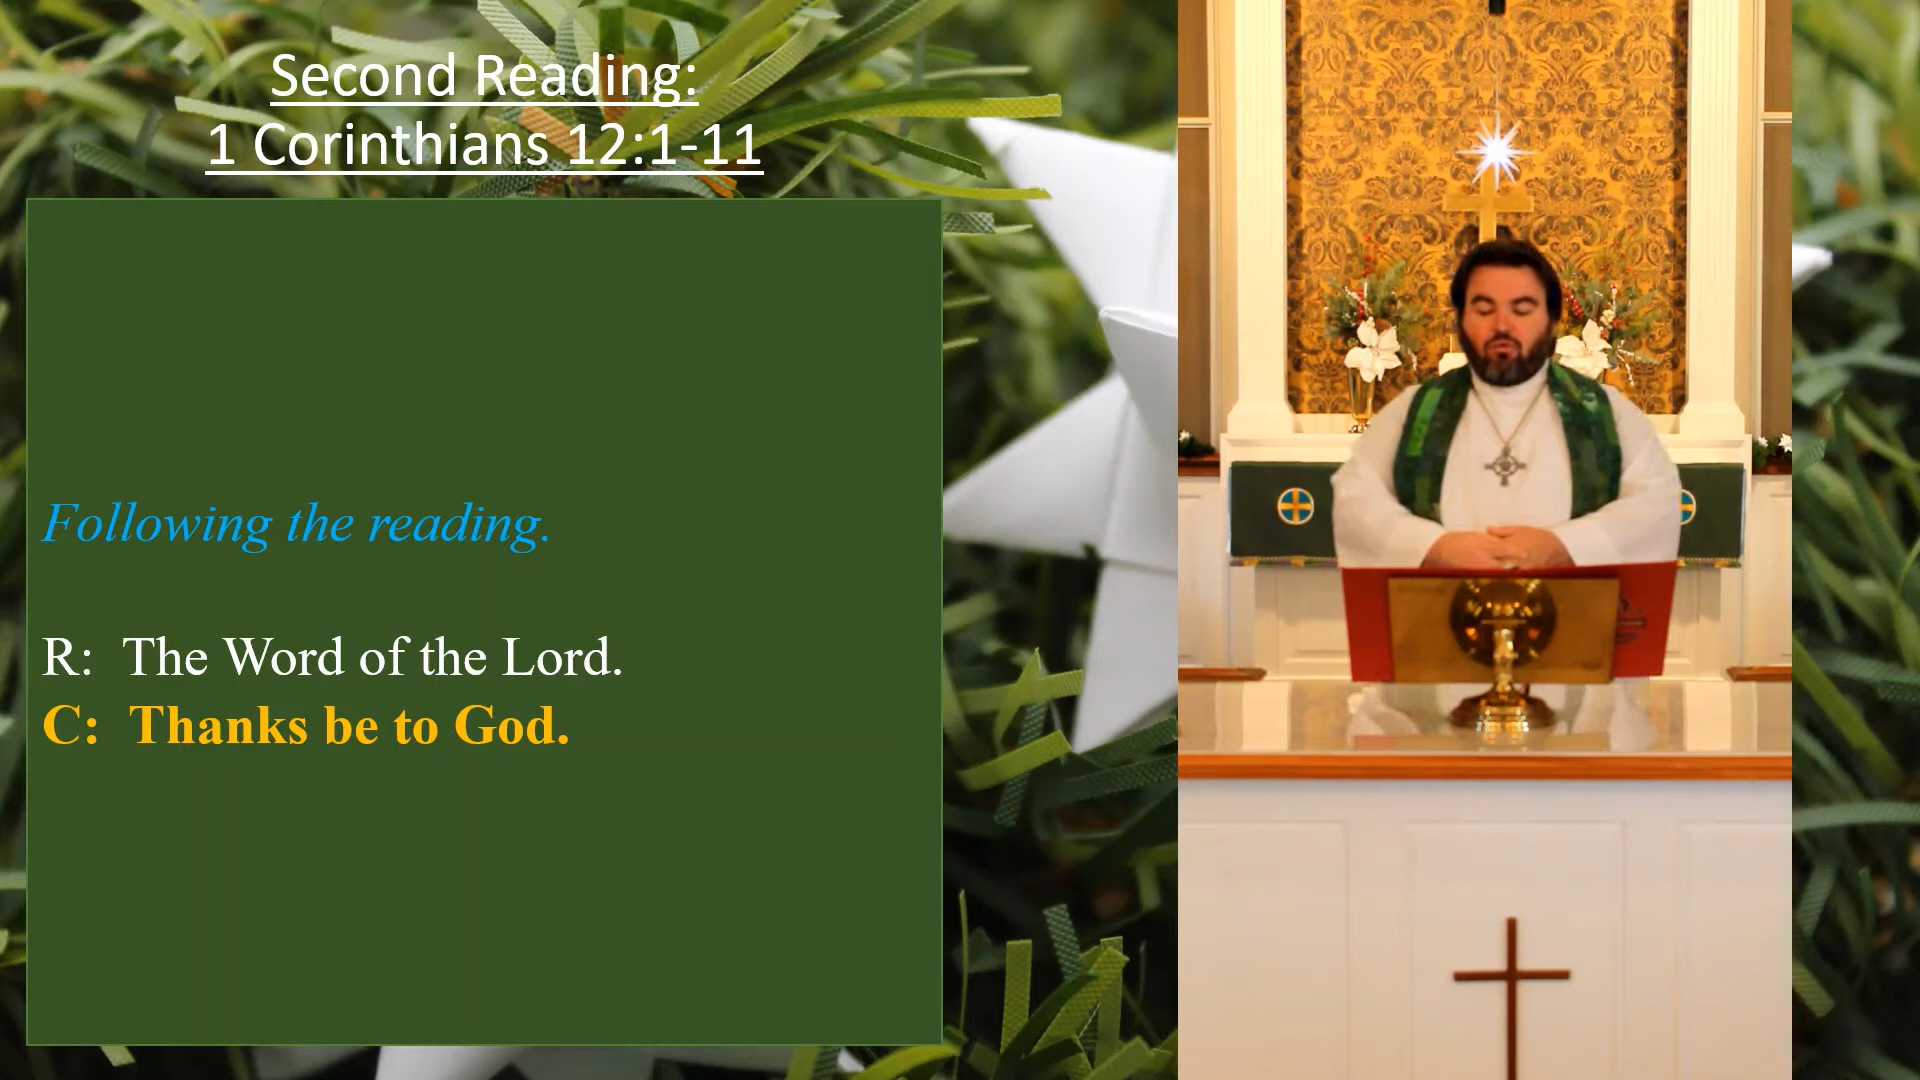 Second Reading:
1 Corinthians 12:1-11
Following the reading.
R: The Word of the Lord.
C: Thanks be to God.